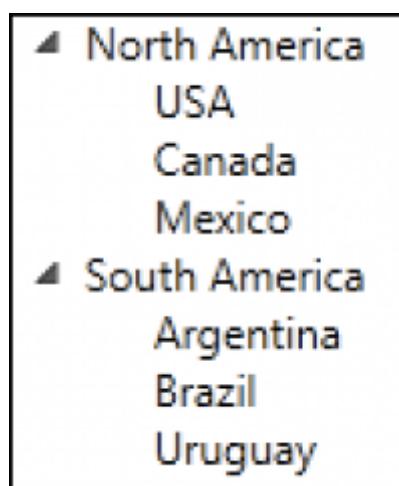 North America
USA
Canada
Mexico
South America
Argentina
Brazil
Uruguay